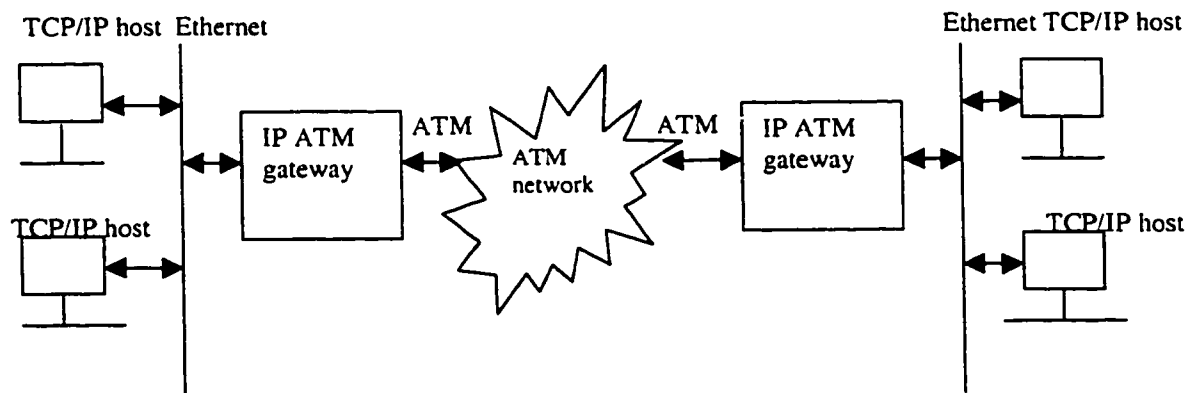 TCP/IP host Ethernet
Ethernet TCP/IP host
IP ATM
gateway
ATM
ATM
network
ATM
IP ATM
gateway
TCP/IP host
TCP/IP host